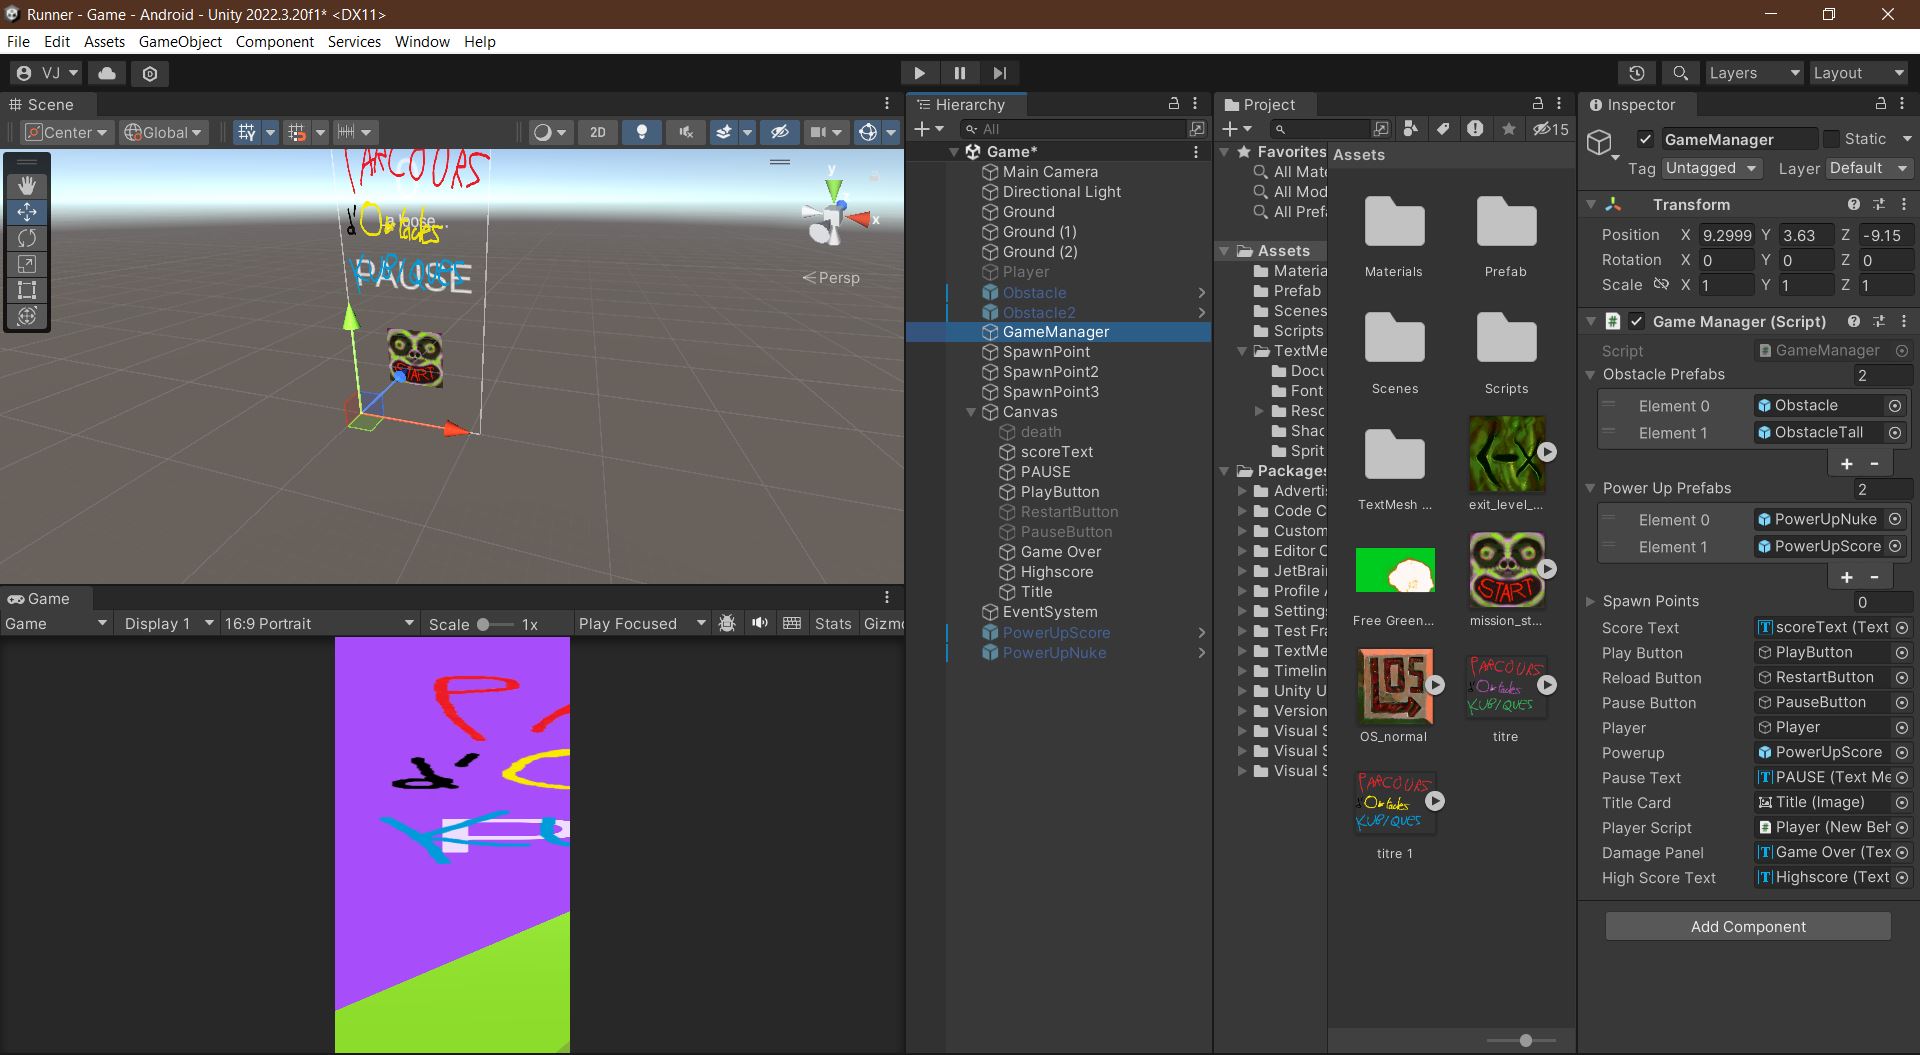 Runner - Game - Android - Unity 2022.3.20f1* <DX11>
File Edit Assets GameObject Component Services Window Help
VJ
Layers
Layout
Scene
Center
Global
2D
PARCOURS
d'Obstacles
KUBIQUES
PAUSE
START
y
x
Persp
Game
Game
Display 1
16:9 Portrait
Scale
1x
Play Focused
Stats
Gizmo
Hierarchy
All
Game*
Main Camera
Directional Light
Ground
Ground (1)
Ground (2)
Player
Obstacle
Obstacle2
GameManager
SpawnPoint
SpawnPoint2
SpawnPoint3
Canvas
death
scoreText
PAUSE
PlayButton
RestartButton
PauseButton
Game Over
Highscore
Title
EventSystem
PowerUpScore
PowerUpNuke
Project
15
Favorites
All Mate
All Mod
All Pref
Assets
Materia
Prefab
Scenes
Scripts
TextMe
Docu
Font
Reso
Shac
Sprit
Packages
Adverti
Code C
Custom
Editor C
JetBrai
Profile A
Settings
Test Fra
TextMe
Timelin
Unity U
Version
Visual S
Visual S
Visual S
Assets
Materials
Prefab
Scenes
Scripts
TextMesh ...
exit_level_...
Free Green...
START
mission_st...
OS_normal
PARCOURS
d'Obstacles
KUBIQUES
titre
PARCOURS
d'Obstacles
KUBIQUES
titre 1
Inspector
GameManager
Static
Tag Untagged
Layer Default
Transform
Position X 9.2999 Y 3.63 Z -9.15
Rotation X 0 Y 0 Z 0
Scale X 1 Y 1 Z 1
Game Manager (Script)
Script GameManager
Obstacle Prefabs 2
Element 0 Obstacle
Element 1 ObstacleTall
+ -
Power Up Prefabs 2
Element 0 PowerUpNuke
Element 1 PowerUpScore
+ -
Spawn Points 0
Score Text scoreText (Text
Play Button PlayButton
Reload Button RestartButton
Pause Button PauseButton
Player Player
Powerup PowerUpScore
Pause Text PAUSE (Text Me
Title Card Title (Image)
Player Script Player (New Beh
Damage Panel Game Over (Tex
High Score Text Highscore (Text
Add Component